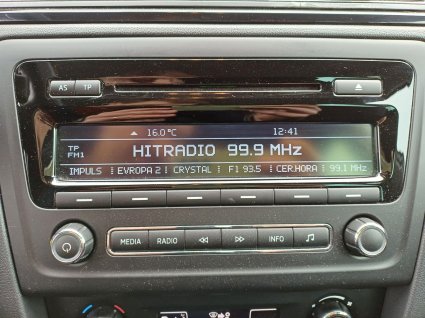 AS TP
16.0°C 12:41
TP
FM1
HITRADIO 99.9 MHz
IMPULS EVROPA 2 CRYSTAL F1 93.5 CER.HORA 99.1 MHz
MEDIA RADIO INFO